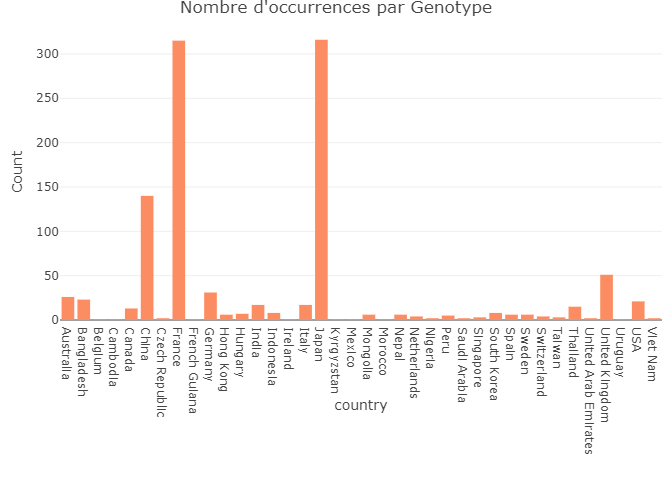 Nombre d'occurrences par Genotype
Count
300
250
200
150
100
50
0
Australia
Bangladesh
Belgium
Cambodia
Canada
China
Czech Republic
France
French Guiana
Germany
Hong Kong
Hungary
India
Indonesia
Ireland
Italy
Japan
Kyrgyzstan
Mexico
Mongolia
Morocco
Nepal
Netherlands
Nigeria
Peru
Saudi Arabia
Singapore
South Korea
Spain
Sweden
Switzerland
Taiwan
Thailand
United Arab Emirates
United Kingdom
Uruguay
USA
Viet Nam
country